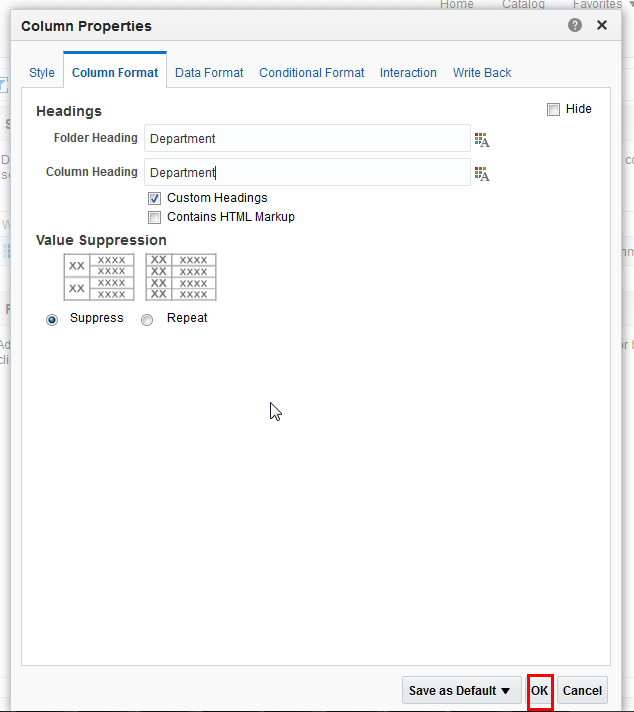 Home Catalog Favorites
Column Properties
Style Column Format Data Format Conditional Format Interaction Write Back
Headings
Hide
Folder Heading Department
Column Heading Department
Custom Headings
Contains HTML Markup
Value Suppression
XX XXXX XX XXXX
XXXX XX XXXX
XX XXXX XX XXXX
XXXX XX XXXX
Suppress Repeat
Save as Default OK Cancel